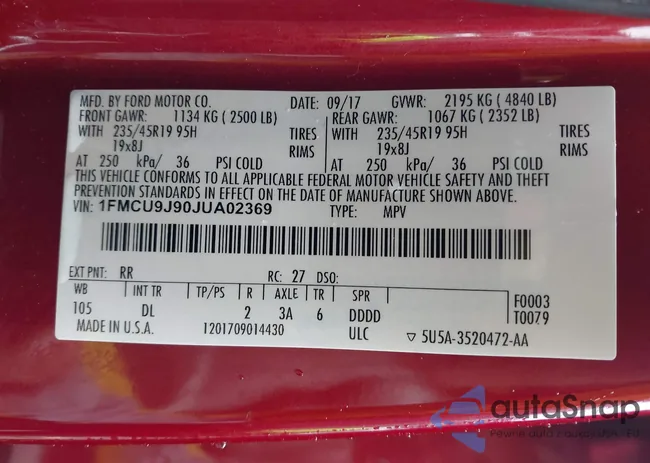 MFD. BY FORD MOTOR CO. DATE: 09/17 GVWR: 2195 KG ( 4840 LB)
FRONT GAWR: 1134 KG ( 2500 LB) REAR GAWR: 1067 KG ( 2352 LB)
WITH 235/45R19 95H TIRES WITH 235/45R19 95H TIRES
19x8J RIMS 19x8J RIMS
AT 250 kPa/ 36 PSI COLD AT 250 kPa/ 36 PSI COLD
THIS VEHICLE CONFORMS TO ALL APPLICABLE FEDERAL MOTOR VEHICLE SAFETY AND THEFT
PREVENTION STANDARDS IN EFFECT ON THE DATE OF MANUFACTURE SHOWN ABOVE.
VIN: 1FMCU9J90JUA02369 TYPE: MPV
EXT PNT: RR RC: 27 DSO:
WB INT TR TP/PS R AXLE TR SPR F0003
105 DL 2 3A 6 DDDD T0079
MADE IN U.S.A. 1201709014430 ULC ▽ 5U5A-3520472-AA
autaSnap
Pewne auta z aukcji USA